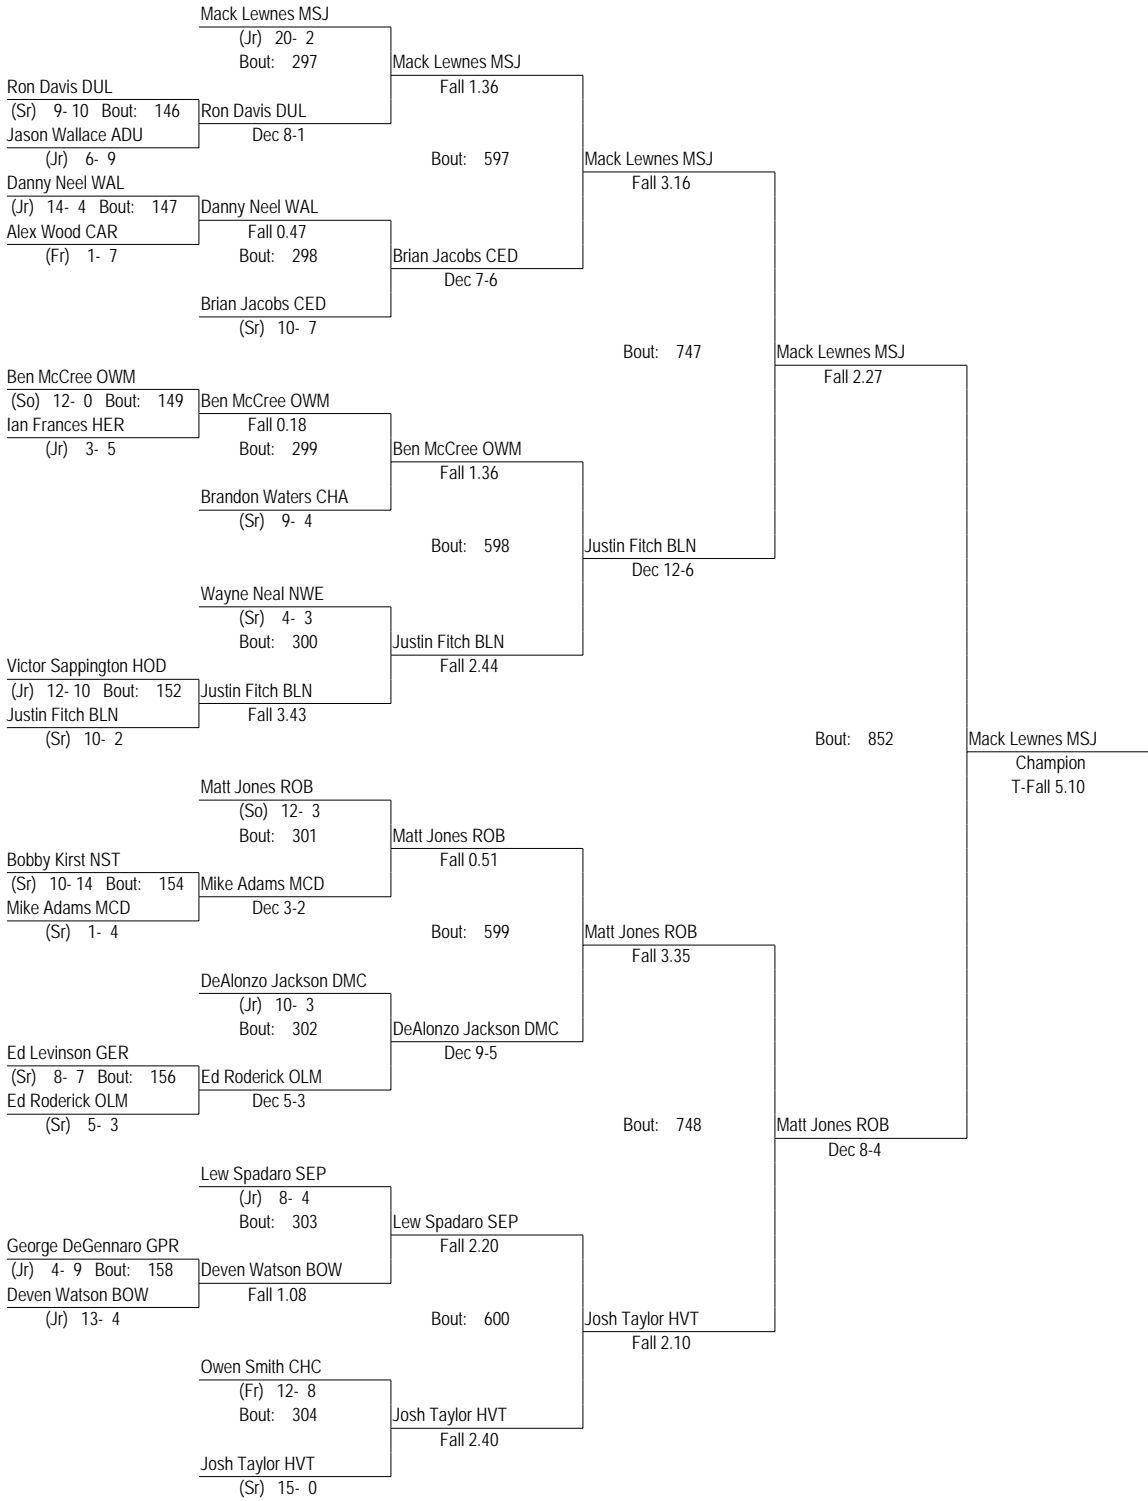 Mack Lewnes MSJ
(Jr) 20- 2
Bout: 297
Mack Lewnes MSJ
Fall 1.36
Ron Davis DUL
(Sr) 9- 10 Bout: 146
Ron Davis DUL
Jason Wallace ADU
Dec 8-1
(Jr) 6- 9
Bout: 597
Mack Lewnes MSJ
Fall 3.16
Danny Neel WAL
(Jr) 14- 4 Bout: 147
Danny Neel WAL
Alex Wood CAR
Fall 0.47
(Fr) 1- 7
Bout: 298
Brian Jacobs CED
Dec 7-6
Brian Jacobs CED
(Sr) 10- 7
Bout: 747
Mack Lewnes MSJ
Fall 2.27
Ben McCree OWM
(So) 12- 0 Bout: 149
Ben McCree OWM
Ian Frances HER
Fall 0.18
(Jr) 3- 5
Bout: 299
Ben McCree OWM
Fall 1.36
Brandon Waters CHA
(Sr) 9- 4
Bout: 598
Justin Fitch BLN
Dec 12-6
Wayne Neal NWE
(Sr) 4- 3
Bout: 300
Justin Fitch BLN
Fall 2.44
Victor Sappington HOD
(Jr) 12- 10 Bout: 152
Justin Fitch BLN
Justin Fitch BLN
Fall 3.43
(Sr) 10- 2
Bout: 852
Mack Lewnes MSJ
Champion
T-Fall 5.10
Matt Jones ROB
(So) 12- 3
Bout: 301
Matt Jones ROB
Fall 0.51
Bobby Kirst NST
(Sr) 10- 14 Bout: 154
Mike Adams MCD
Mike Adams MCD
Dec 3-2
(Sr) 1- 4
Bout: 599
Matt Jones ROB
Fall 3.35
DeAlonzo Jackson DMC
(Jr) 10- 3
Bout: 302
DeAlonzo Jackson DMC
Dec 9-5
Ed Levinson GER
(Sr) 8- 7 Bout: 156
Ed Roderick OLM
Ed Roderick OLM
Dec 5-3
(Sr) 5- 3
Bout: 748
Matt Jones ROB
Dec 8-4
Lew Spadaro SEP
(Jr) 8- 4
Bout: 303
Lew Spadaro SEP
Fall 2.20
George DeGennaro GPR
(Jr) 4- 9 Bout: 158
Deven Watson BOW
Deven Watson BOW
Fall 1.08
(Jr) 13- 4
Bout: 600
Josh Taylor HVT
Fall 2.10
Owen Smith CHC
(Fr) 12- 8
Bout: 304
Josh Taylor HVT
Fall 2.40
Josh Taylor HVT
(Sr) 15- 0